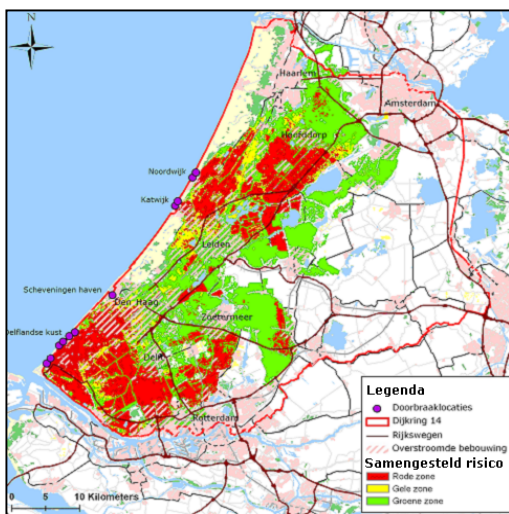 N
Haarlem
Amsterdam
Hoofddorp
Noordwijk
Katwijk
Leiden
Scheveningen haven
Den Haag
Zoetermeer
Delflandse kust
Delft
Rotterdam
Legenda
Doorbraaklocaties
Dijkring 14
Rijkswegen
Overstroomde bebouwing
Samengesteld risico
Rode zone
Gele zone
Groene zone
0 5 10 Kilometers